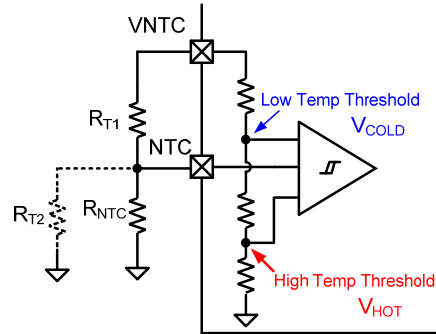 VNTC
Low Temp Threshold
VCOLD
RT1
NTC
RT2
RNTC
High Temp Threshold
VHOT